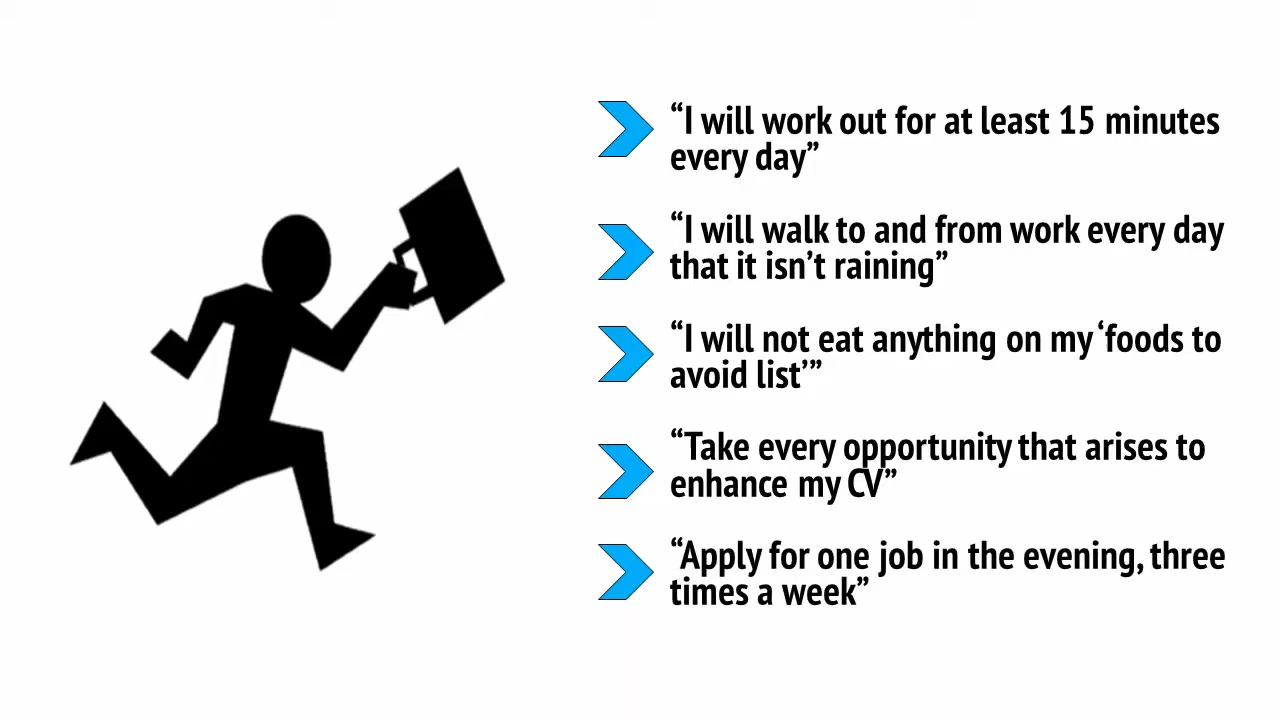 “I will work out for at least 15 minutes
every day”
“I will walk to and from work every day
that it isn’t raining”
“I will not eat anything on my ‘foods to
avoid list’”
“Take every opportunity that arises to
enhance my CV”
“Apply for one job in the evening, three
times a week”